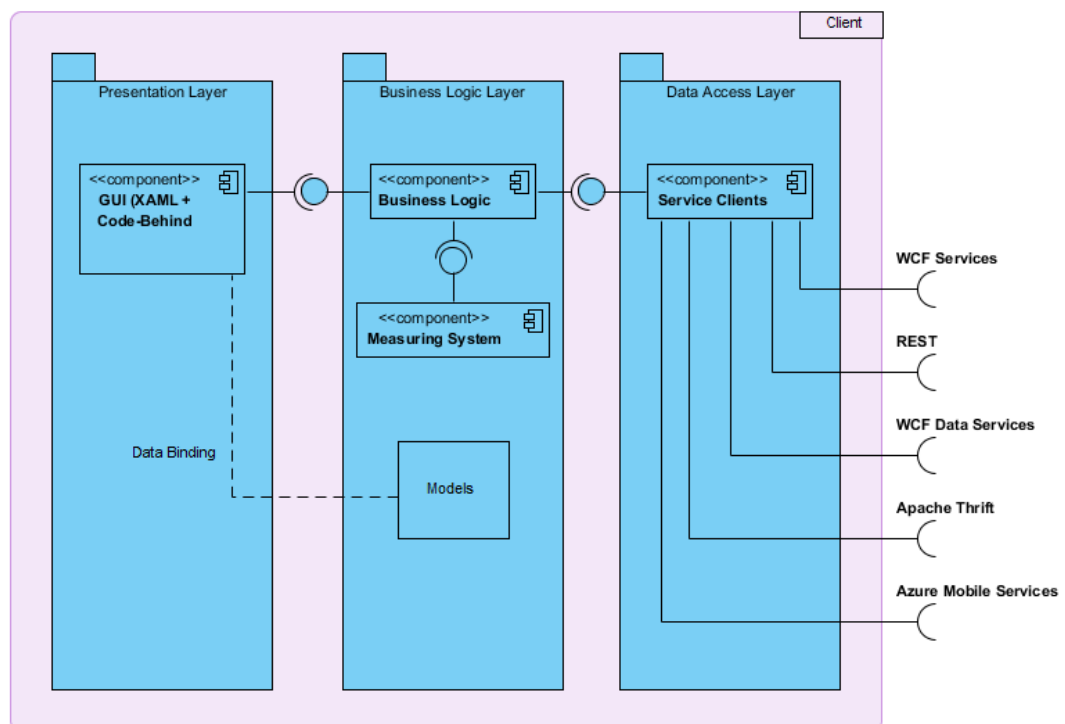 Client
Presentation Layer
Business Logic Layer
Data Access Layer
<<component>>
GUI (XAML +
Code-Behind
<<component>>
Business Logic
<<component>>
Service Clients
<<component>>
Measuring System
Data Binding
Models
WCF Services
REST
WCF Data Services
Apache Thrift
Azure Mobile Services